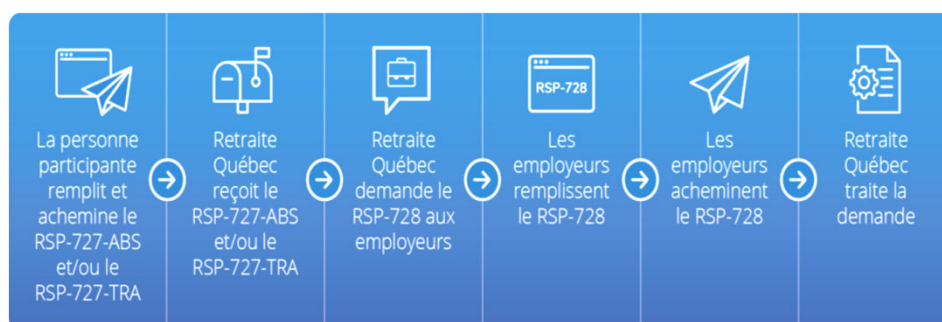 La personne
participante
remplit et
achemine le
RSP-727-ABS
et/ou le
RSP-727-TRA
Retraite
Québec
reçoit le
RSP-727-ABS
et/ou le
RSP-727-TRA
Retraite
Québec
demande le
RSP-728 aux
employeurs
RSP-728
Les
employeurs
remplissent
le RSP-728
Les
employeurs
acheminent
le RSP-728
Retraite
Québec
traite la
demande